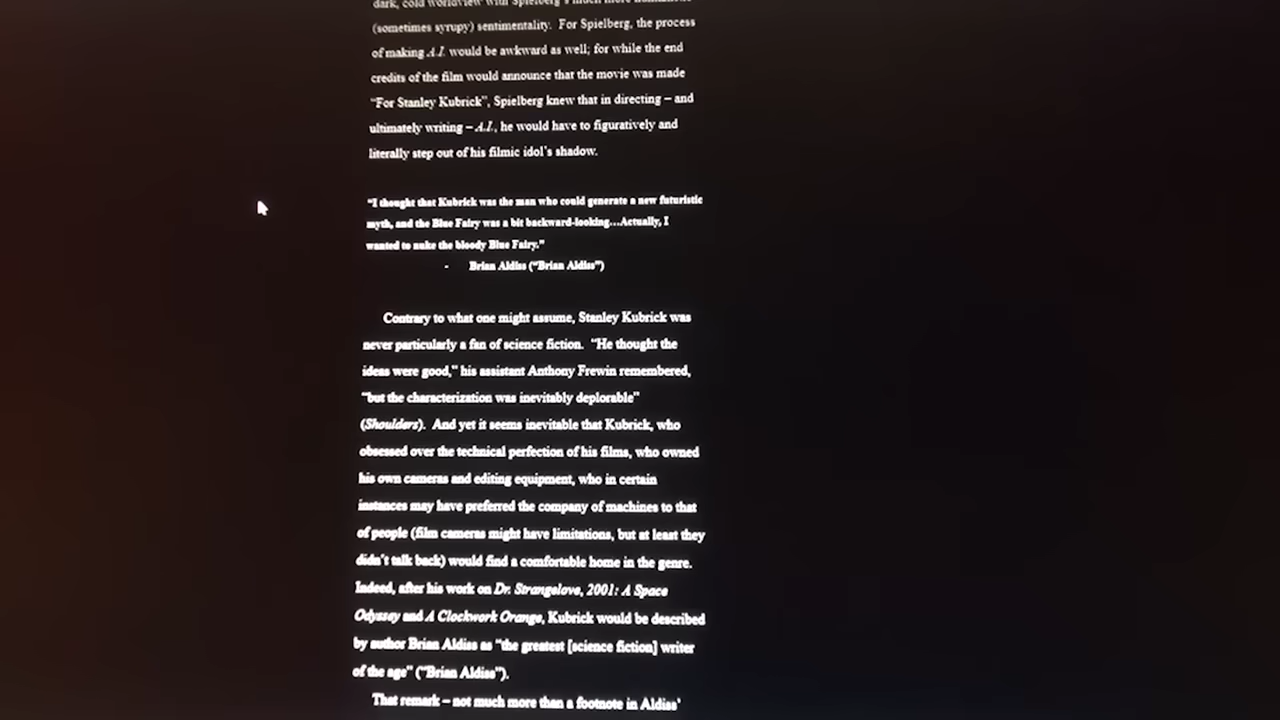 dark, cold worldview with Spielberg's much more humanistic
(sometimes syrupy) sentimentality.  For Spielberg, the process
of making A.I. would be awkward as well; for while the end
credits of the film would announce that the movie was made
"For Stanley Kubrick", Spielberg knew that in directing – and
ultimately writing – A.I., he would have to figuratively and
literally step out of his filmic idol's shadow.
"I thought that Kubrick was the man who could generate a new futuristic
myth, and the Blue Fairy was a bit backward-looking…Actually, I
wanted to nuke the bloody Blue Fairy."
- Brian Aldiss ("Brian Aldiss")
Contrary to what one might assume, Stanley Kubrick was
never particularly a fan of science fiction.  "He thought the
ideas were good," his assistant Anthony Frewin remembered,
"but the characterization was inevitably deplorable"
(Shoulders).  And yet it seems inevitable that Kubrick, who
obsessed over the technical perfection of his films, who owned
his own cameras and editing equipment, who in certain
instances may have preferred the company of machines to that
of people (film cameras might have limitations, but at least they
didn't talk back) would find a comfortable home in the genre.
Indeed, after his work on Dr. Strangelove, 2001: A Space
Odyssey and A Clockwork Orange, Kubrick would be described
by author Brian Aldiss as "the greatest [science fiction] writer
of the age" ("Brian Aldiss").
That remark – not much more than a footnote in Aldiss'